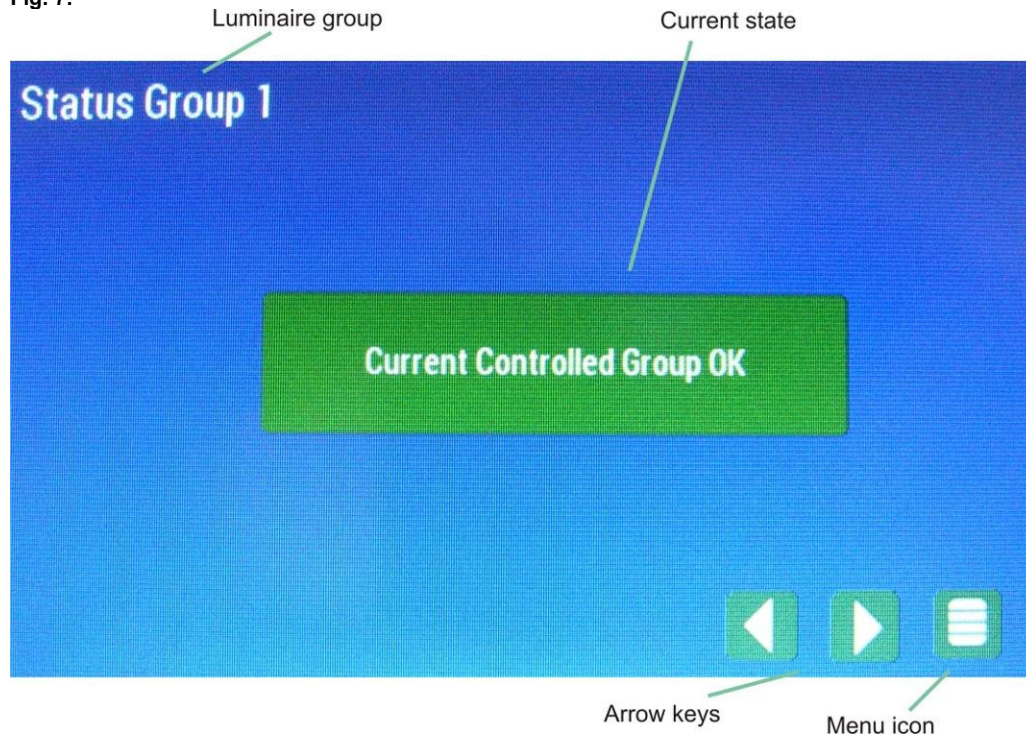 Fig. 7:
Luminaire group
Current state
Status Group 1
Current Controlled Group OK
Arrow keys
Menu icon